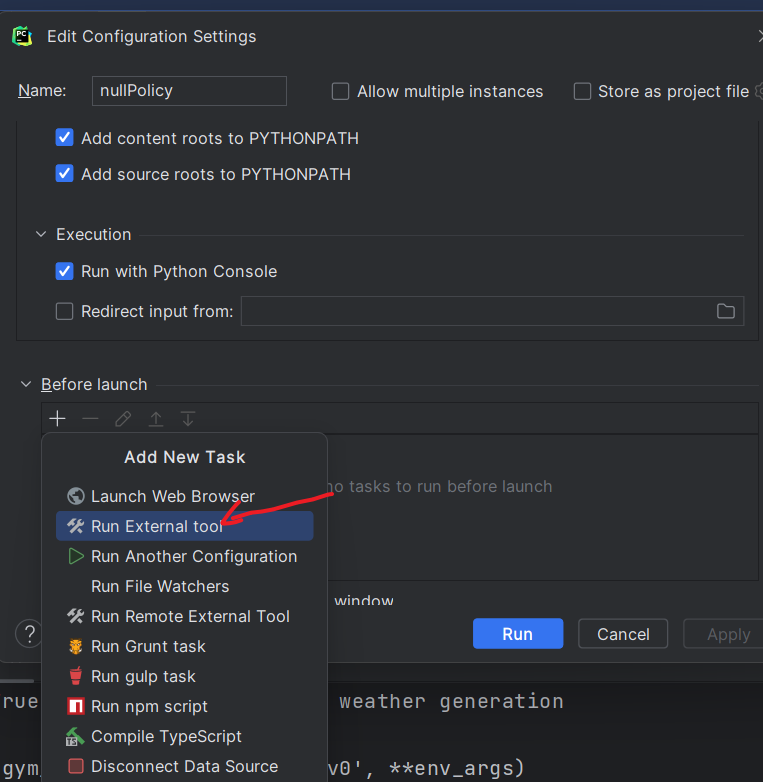 PC
Edit Configuration Settings
Name: nullPolicy Allow multiple instances Store as project file
Add content roots to PYTHONPATH
Add source roots to PYTHONPATH
Execution
Run with Python Console
Redirect input from:
Before launch
Add New Task
Launch Web Browser no tasks to run before launch
Run External tool
Run Another Configuration
Run File Watchers
window
Run Remote External Tool
? Run Cancel Apply
Run Grunt task
Run gulp task
rue weather generation
Run npm script
Compile TypeScript
TS
gym v0', **env_args)
Disconnect Data Source